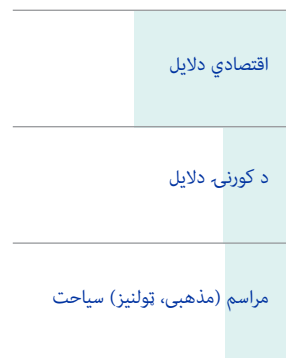 اقتصادي دلایل
د کورنۍ دلایل
مراسم (مذهبی، ټولنیز) سیاحت